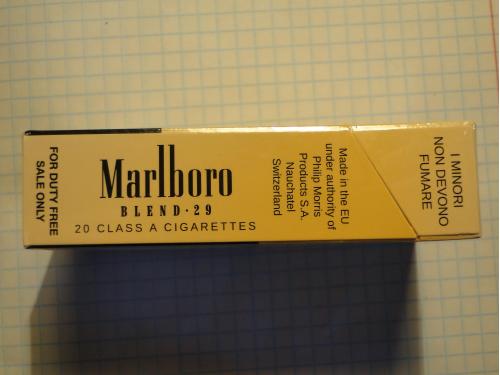 FOR DUTY FREE
SALE ONLY
Marlboro
BLEND·29
20 CLASS A CIGARETTES
Made in the EU
under authority of
Philip Morris
Products S.A.
Nauchatel
Switzerland
I MINORI
NON DEVONO
FUMARE